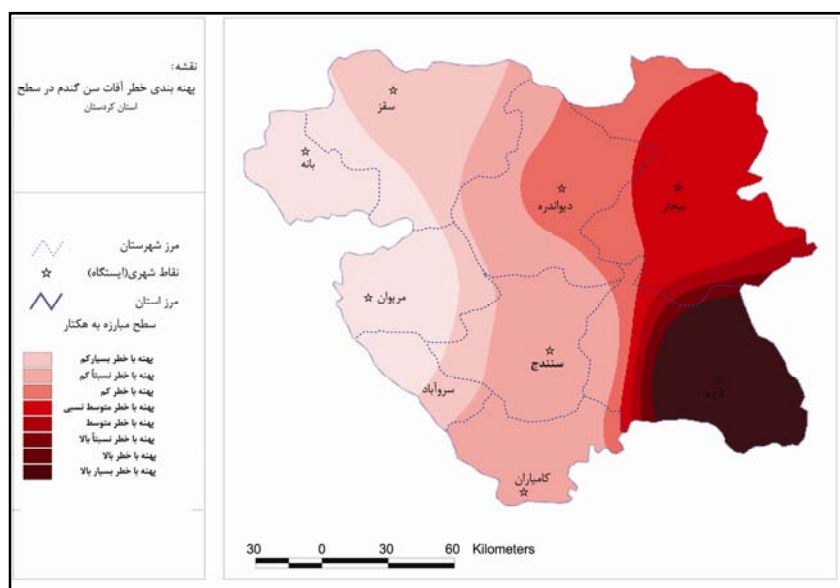 نقشه:
پهنه بندی خطر آفات سن گندم در سطح
استان کردستان
مرز شهرستان
نقاط شهری(ایستگاه)
مرز استان
سطح مبارزه به هکتار
پهنه با خطر بسیارکم
پهنه با خطر نسبتاً کم
پهنه با خطر کم
پهنه با خطر متوسط نسبی
پهنه با خطر متوسط
پهنه با خطر نسبتاً بالا
پهنه با خطر بالا
پهنه با خطر بسیار بالا
سقز
بانه
دیواندره
بیجار
مریوان
سنندج
سروآباد
کامیاران
30 0 30 60 Kilometers